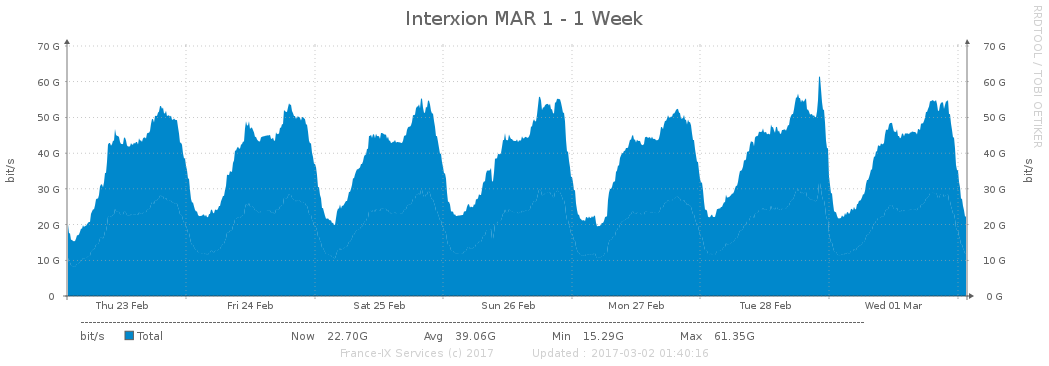 Interxion MAR 1 - 1 Week
RRDTOOL / TOBI OETIKER
bit/s
70 G 70 G
60 G 60 G
50 G 50 G
40 G 40 G
30 G 30 G
20 G 20 G
10 G 10 G
0 0 G
bit/s
Thu 23 Feb Fri 24 Feb Sat 25 Feb Sun 26 Feb Mon 27 Feb Tue 28 Feb Wed 01 Mar
bit/s Total Now 22.70G Avg 39.06G Min 15.29G Max 61.35G
France-IX Services (c) 2017 Updated : 2017-03-02 01:40:16